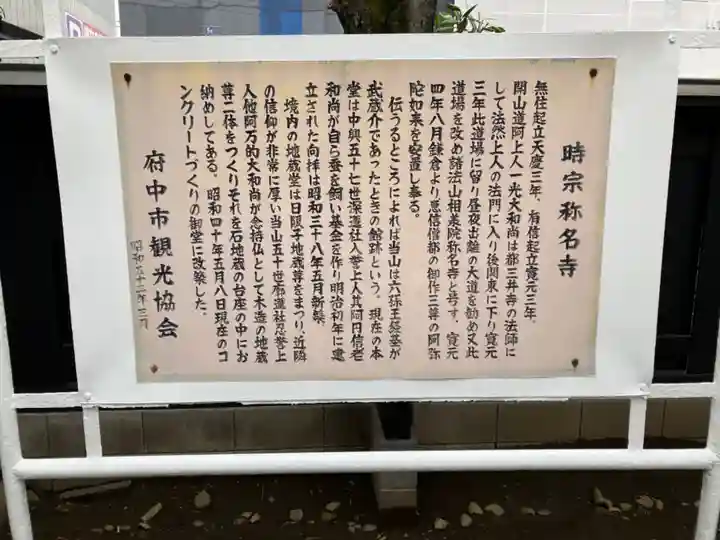 時宗称名寺
無住起立天慶三年、有信起立寛元三年。
開山道阿上人一光大和尚は都三井寺の法師に
して法然上人の法門に入り後関東に下り寛元
三年此道場に留り昼夜出離の大道を勧め又此
道場を改め諸法山相美院称名寺と号す。寛元
四年八月鎌倉より恵信僧都の御作三尊の阿弥
陀如来を安置し奉る。
伝うるところによれば当山は六孫王経基が
武蔵介であったときの館跡という。現在の本
堂は中興五十七世深進社入誉上人其阿円信老
和尚が自ら蚕を飼い基金を作り明治初年に建
立された向拝は昭和三十八年五月新築。
境内の地蔵堂は日限子地蔵尊をまつり、近隣
の信仰が非常に厚い当山五十世廓道社忍誉上
人他阿万的大和尚が念持仏として木造の地蔵
尊二体をつくりそれを石地蔵の台座の中にお
納めしてある。昭和四十年五月八日現在のコ
ンクリートづくりの御堂に改築した。
府中市観光協会
昭和五十二年三月